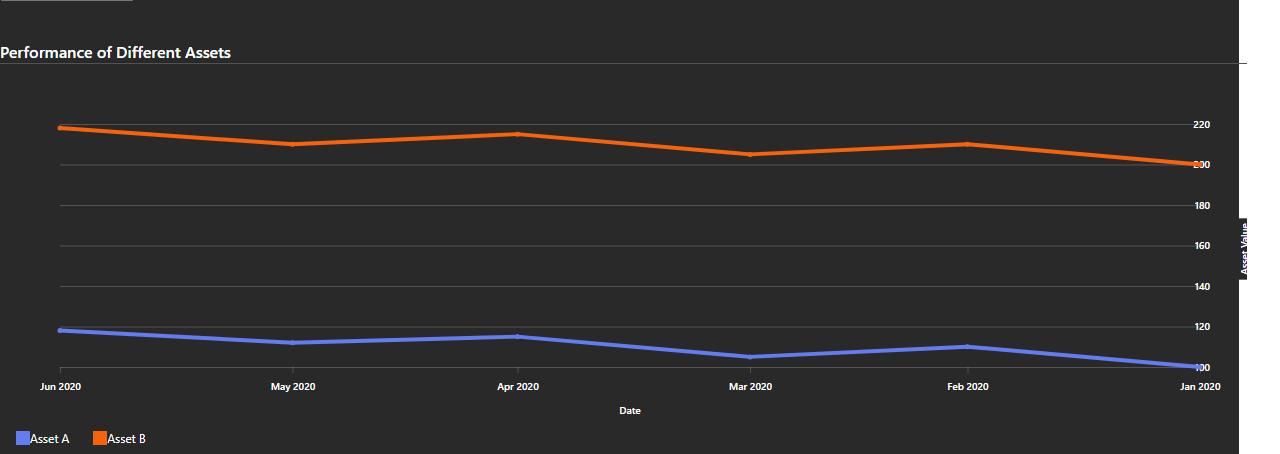 Performance of Different Assets
220
200
180
160
140
120
100
Asset Value
Jun 2020
May 2020
Apr 2020
Mar 2020
Feb 2020
Jan 2020
Date
Asset A
Asset B